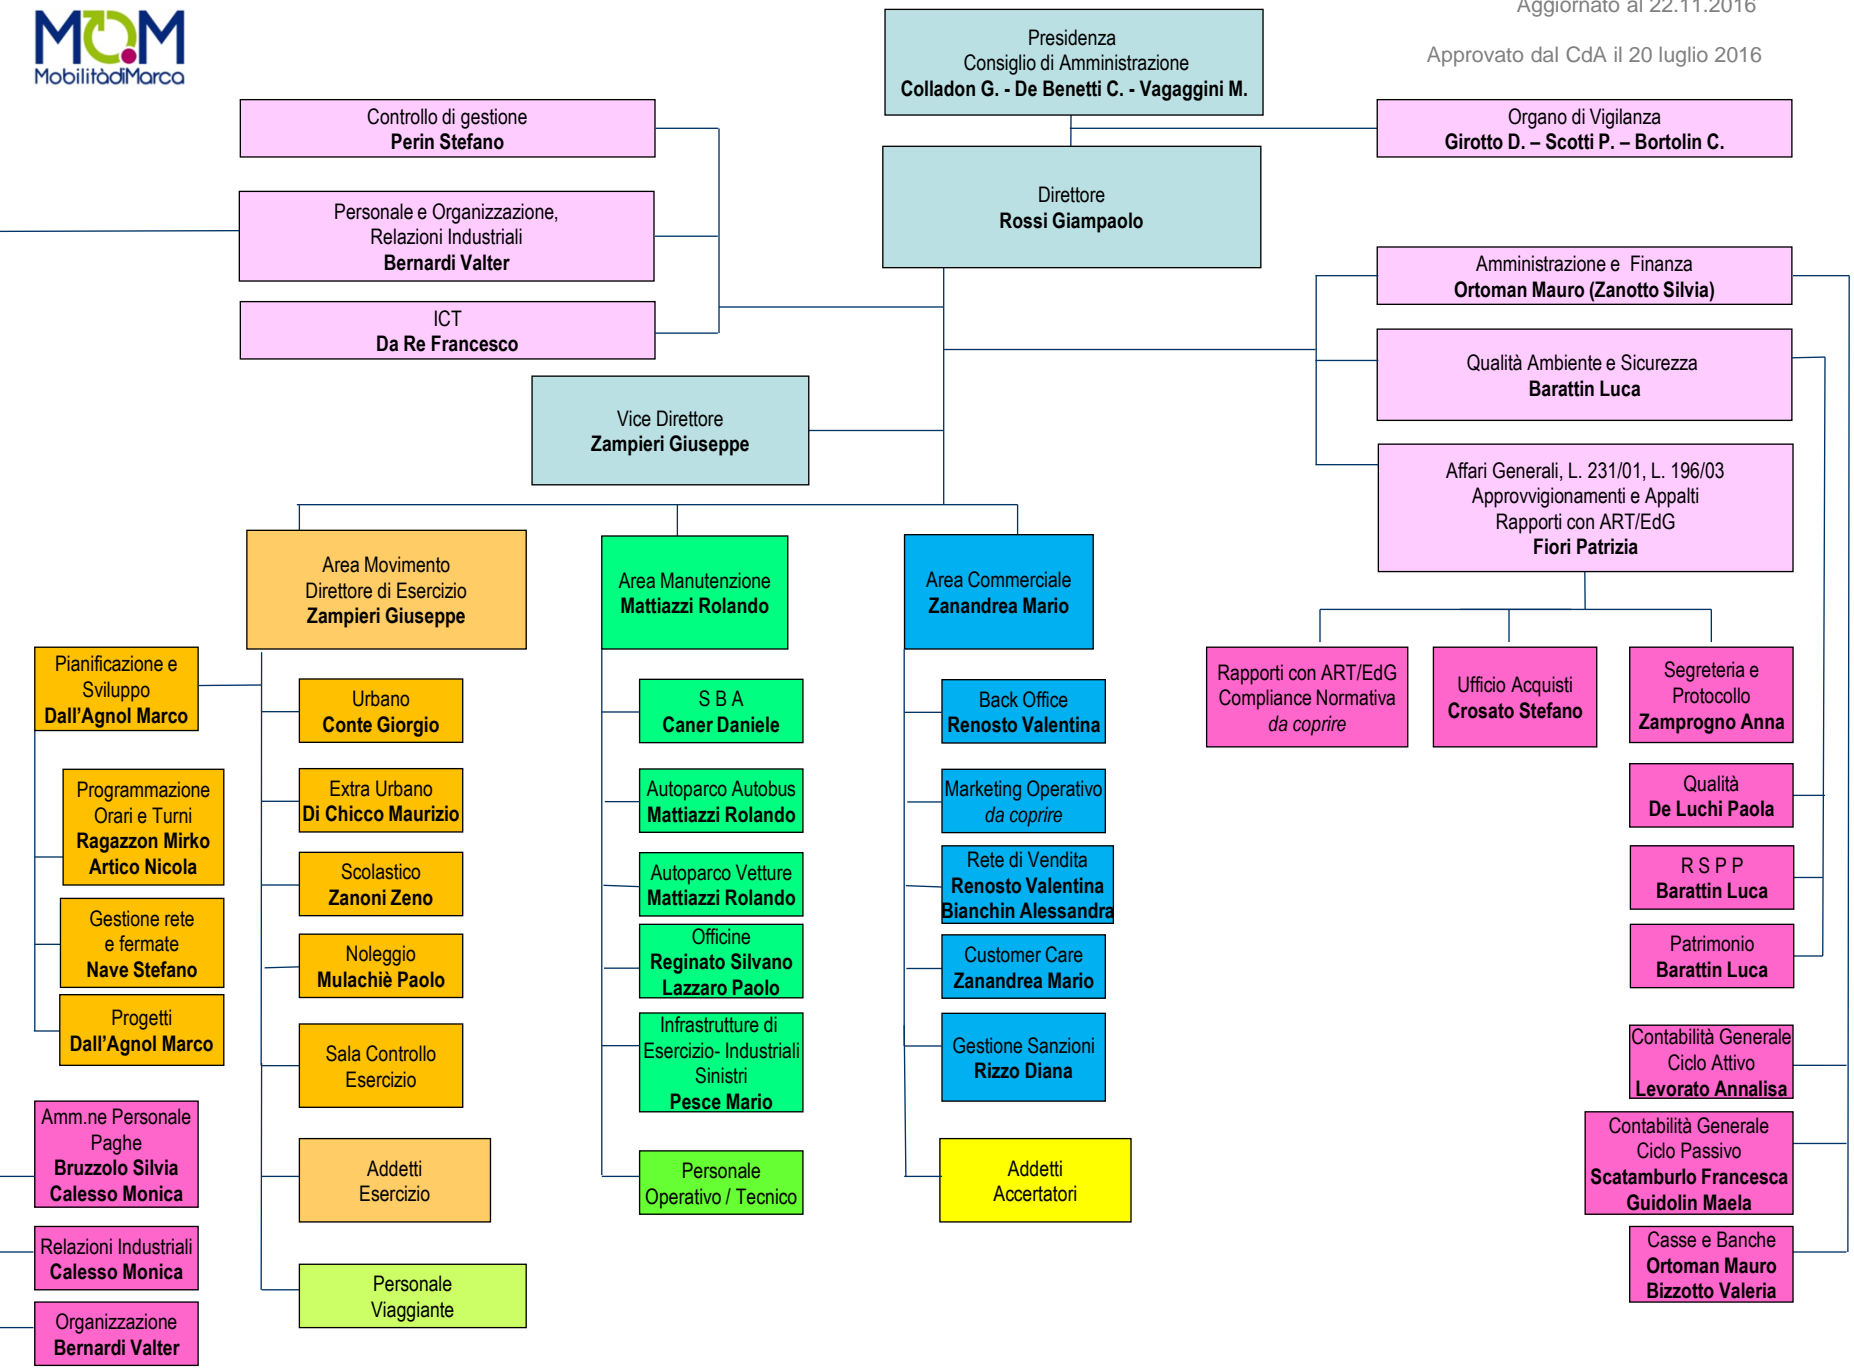 MOM
MobilitàdiMarca
Aggiornato al 22.11.2016
Approvato dal CdA il 20 luglio 2016
Presidenza
Consiglio di Amministrazione
Colladon G. - De Benetti C. - Vagaggini M.
Controllo di gestione
Perin Stefano
Organo di Vigilanza
Girotto D. – Scotti P. – Bortolin C.
Direttore
Rossi Giampaolo
Personale e Organizzazione,
Relazioni Industriali
Bernardi Valter
Amministrazione e Finanza
Ortoman Mauro (Zanotto Silvia)
ICT
Da Re Francesco
Qualità Ambiente e Sicurezza
Barattin Luca
Vice Direttore
Zampieri Giuseppe
Affari Generali, L. 231/01, L. 196/03
Approvvigionamenti e Appalti
Rapporti con ART/EdG
Fiori Patrizia
Area Movimento
Direttore di Esercizio
Zampieri Giuseppe
Area Manutenzione
Mattiazzi Rolando
Area Commerciale
Zanandrea Mario
Pianificazione e
Sviluppo
Dall'Agnol Marco
Programmazione
Orari e Turni
Ragazzon Mirko
Artico Nicola
Gestione rete
e fermate
Nave Stefano
Progetti
Dall'Agnol Marco
Amm.ne Personale
Paghe
Bruzzolo Silvia
Calesso Monica
Relazioni Industriali
Calesso Monica
Organizzazione
Bernardi Valter
Urbano
Conte Giorgio
Extra Urbano
Di Chicco Maurizio
Scolastico
Zanoni Zeno
Noleggio
Mulachiè Paolo
Sala Controllo
Esercizio
Addetti
Esercizio
Personale
Viaggiante
S B A
Caner Daniele
Autoparco Autobus
Mattiazzi Rolando
Autoparco Vetture
Mattiazzi Rolando
Officine
Reginato Silvano
Lazzaro Paolo
Infrastrutture di
Esercizio- Industriali
Sinistri
Pesce Mario
Personale
Operativo / Tecnico
Back Office
Renosto Valentina
Marketing Operativo
da coprire
Rete di Vendita
Renosto Valentina
Bianchin Alessandra
Customer Care
Zanandrea Mario
Gestione Sanzioni
Rizzo Diana
Addetti
Accertatori
Rapporti con ART/EdG
Compliance Normativa
da coprire
Ufficio Acquisti
Crosato Stefano
Segreteria e
Protocollo
Zamprogno Anna
Qualità
De Luchi Paola
R S P P
Barattin Luca
Patrimonio
Barattin Luca
Contabilità Generale
Ciclo Attivo
Levorato Annalisa
Contabilità Generale
Ciclo Passivo
Scatamburlo Francesca
Guidolin Maela
Casse e Banche
Ortoman Mauro
Bizzotto Valeria